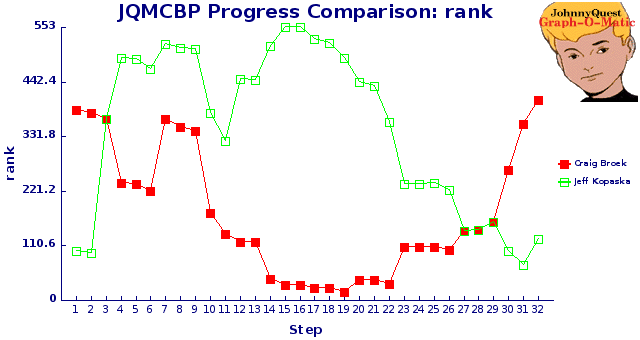 JQMCBP Progress Comparison: rank
JohnnyQuest
Graph-O-Matic
553
442.4
331.8
221.2
110.6
0
rank
Craig Broek
Jeff Kopaska
1 2 3 4 5 6 7 8 9 10 11 12 13 14 15 16 17 18 19 20 21 22 23 24 25 26 27 28 29 30 31 32
Step